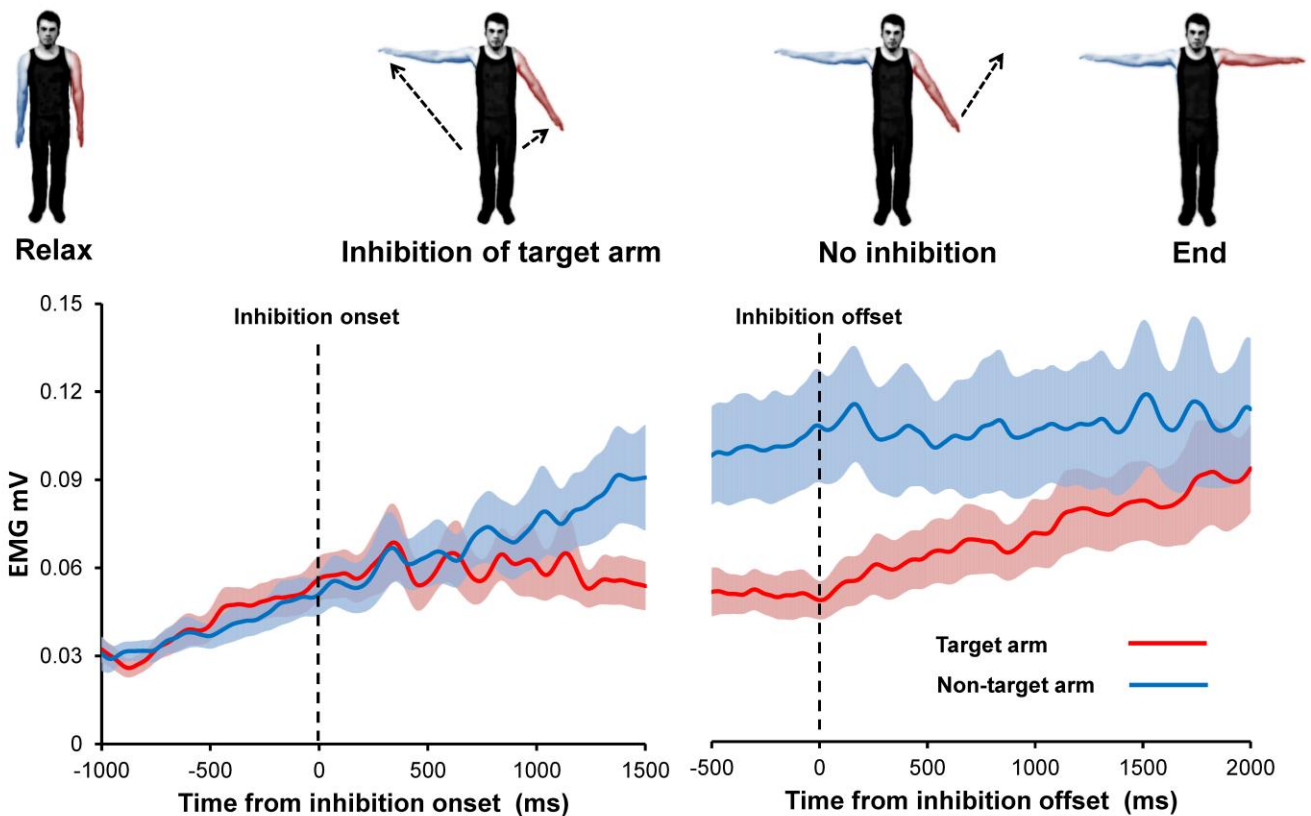 Relax
Inhibition of target arm
No inhibition
End
Inhibition onset
Inhibition offset
EMG mV
0.15
0.12
0.09
0.06
0.03
0
-1000
-500
0
500
1000
1500
Time from inhibition onset (ms)
-500
0
500
1000
1500
2000
Time from inhibition offset (ms)
Target arm
Non-target arm